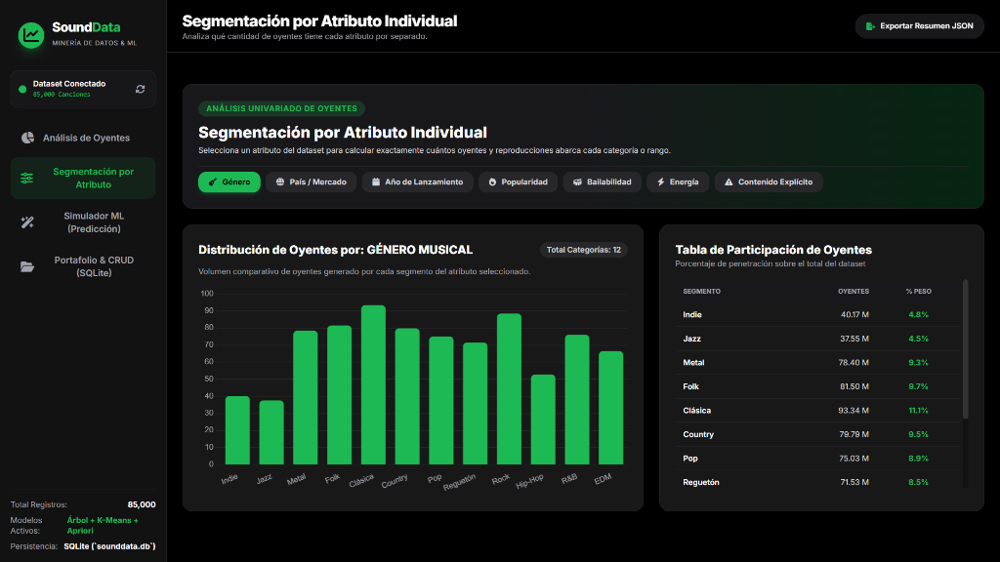 SoundData
MINERÍA DE DATOS & ML
Dataset Conectado
85,000 Canciones
Análisis de Oyentes
Segmentación por
Atributo
Simulador ML
(Predicción)
Portafolio & CRUD
(SQLite)
Total Registros: 85,000
Modelos
Activos:
Árbol + K-Means +
Apriori
Persistencia: SQLite (`sounddata.db`)
Segmentación por Atributo Individual
Analiza qué cantidad de oyentes tiene cada atributo por separado.
Exportar Resumen JSON
ANÁLISIS UNIVARIADO DE OYENTES
Segmentación por Atributo Individual
Selecciona un atributo del dataset para calcular exactamente cuántos oyentes y reproducciones abarca cada categoría o rango.
Género
País / Mercado
Año de Lanzamiento
Popularidad
Bailabilidad
Energía
Contenido Explícito
Distribución de Oyentes por: GÉNERO MUSICAL
Total Categorías: 12
Volumen comparativo de oyentes generado por cada segmento del atributo seleccionado.
100
90
80
70
60
50
40
30
20
10
0
Indie
Jazz
Metal
Folk
Clásica
Country
Pop
Reguetón
Rock
Hip-Hop
R&B
EDM
Tabla de Participación de Oyentes
Porcentaje de penetración sobre el total del dataset
SEGMENTO OYENTES % PESO
Indie 40.17 M 4.8%
Jazz 37.55 M 4.5%
Metal 78.40 M 9.3%
Folk 81.50 M 9.7%
Clásica 93.34 M 11.1%
Country 79.79 M 9.5%
Pop 75.03 M 8.9%
Reguetón 71.53 M 8.5%